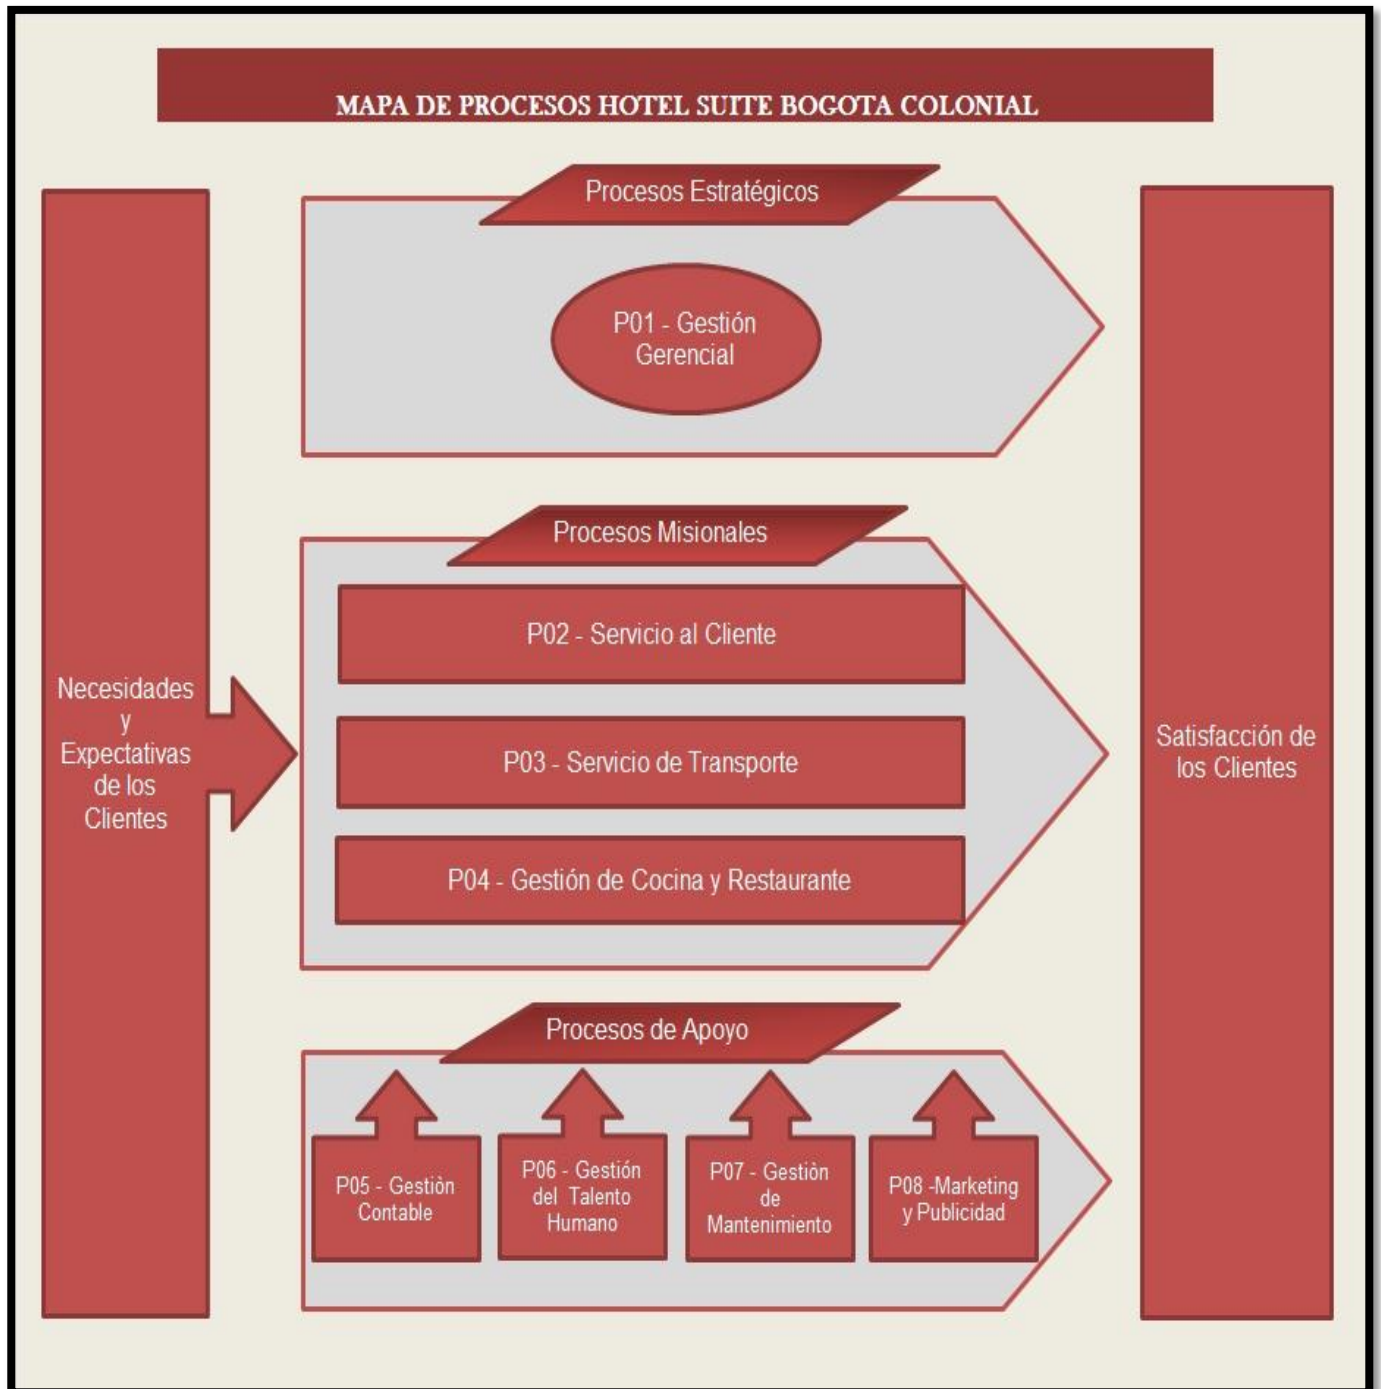 MAPA DE PROCESOS HOTEL SUITE BOGOTA COLONIAL
Necesidades
y
Expectativas
de los
Clientes
Procesos Estratégicos
P01 - Gestión
Gerencial
Procesos Misionales
P02 - Servicio al Cliente
P03 - Servicio de Transporte
P04 - Gestión de Cocina y Restaurante
Procesos de Apoyo
P05 - Gestiòn
Contable
P06 - Gestión
del Talento
Humano
P07 - Gestiòn
de
Mantenimiento
P08 -Marketing
y Publicidad
Satisfacción de
los Clientes